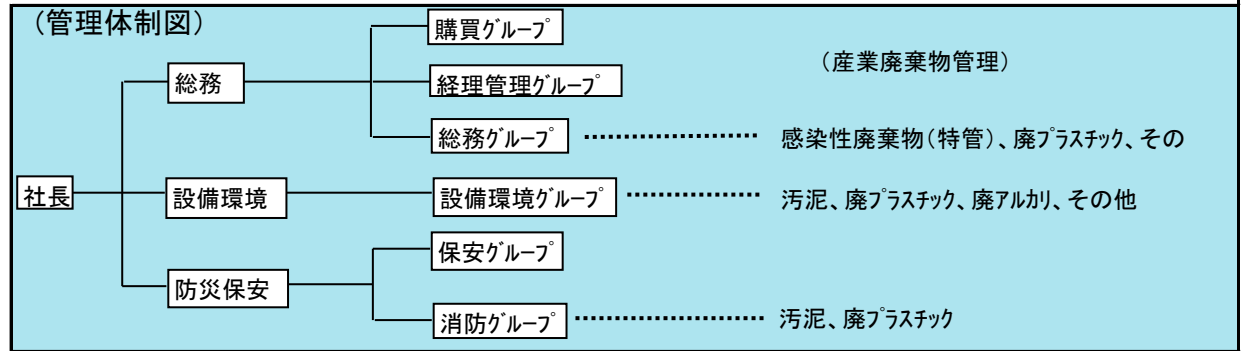 （管理体制図）
購買ｸﾞﾙｰﾌﾟ
（産業廃棄物管理）
総務
経理管理ｸﾞﾙｰﾌﾟ
総務ｸﾞﾙｰﾌﾟ ‥‥‥‥‥‥‥‥ 感染性廃棄物（特管）、廃ﾌﾟﾗｽﾁｯｸ、その
社長
設備環境
設備環境ｸﾞﾙｰﾌﾟ ‥‥‥‥‥‥ 汚泥、廃ﾌﾟﾗｽﾁｯｸ、廃ｱﾙｶﾘ、その他
保安ｸﾞﾙｰﾌﾟ
防災保安
消防ｸﾞﾙｰﾌﾟ ‥‥‥‥‥‥‥‥ 汚泥、廃ﾌﾟﾗｽﾁｯｸ